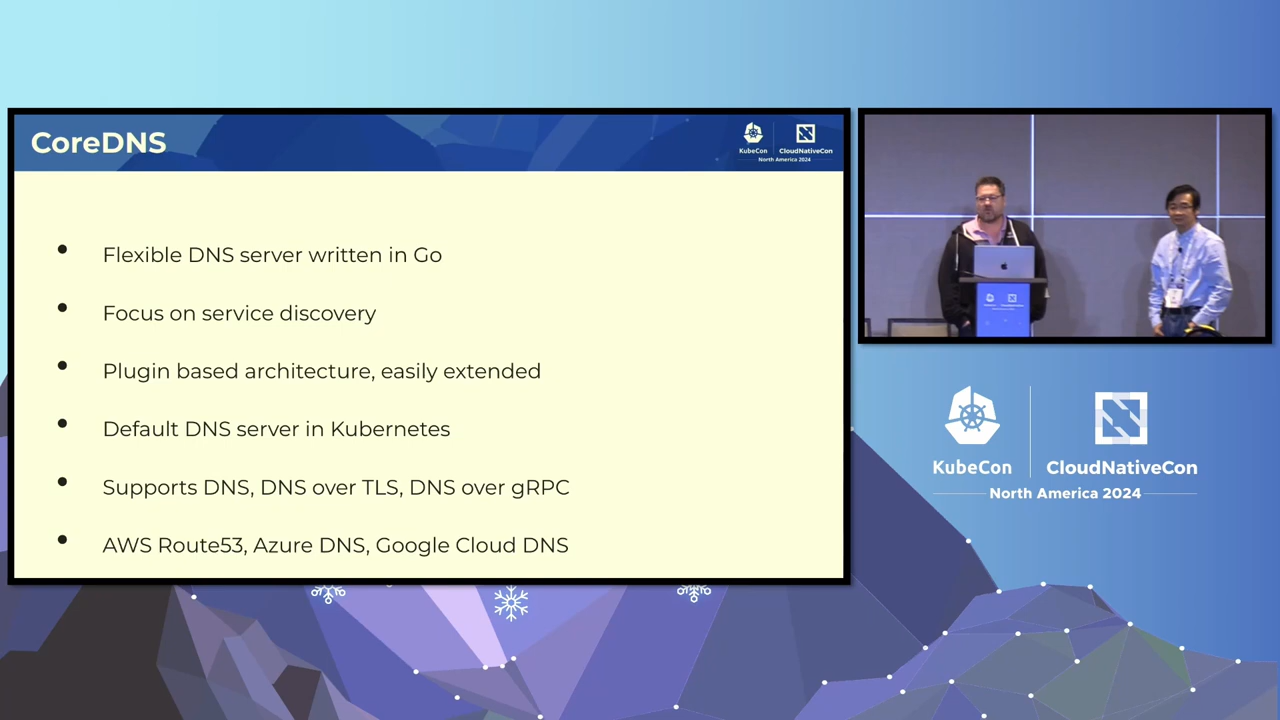 CoreDNS
KubeCon
CloudNativeCon
North America 2024
• Flexible DNS server written in Go
• Focus on service discovery
• Plugin based architecture, easily extended
• Default DNS server in Kubernetes
• Supports DNS, DNS over TLS, DNS over gRPC
• AWS Route53, Azure DNS, Google Cloud DNS
KubeCon
CloudNativeCon
North America 2024